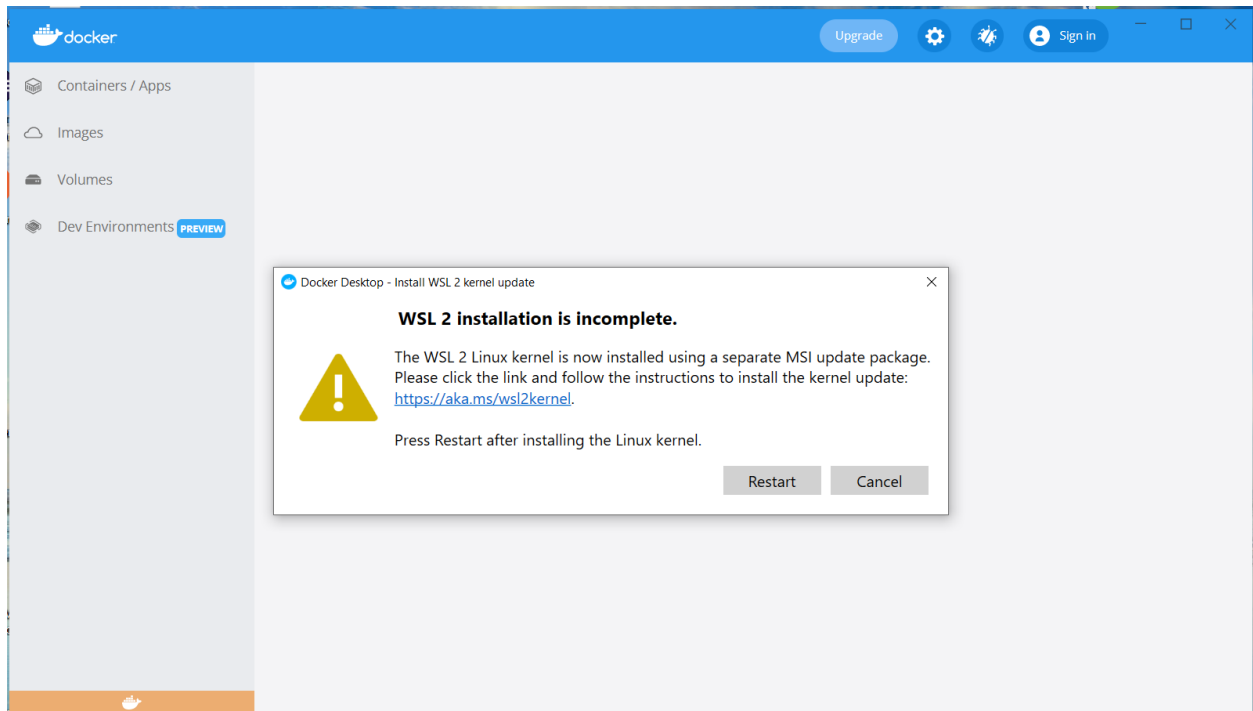 docker
Upgrade
Sign in
Containers / Apps
Images
Volumes
Dev Environments PREVIEW
Docker Desktop - Install WSL 2 kernel update
WSL 2 installation is incomplete.
The WSL 2 Linux kernel is now installed using a separate MSI update package.
Please click the link and follow the instructions to install the kernel update:
https://aka.ms/wsl2kernel.
Press Restart after installing the Linux kernel.
Restart
Cancel